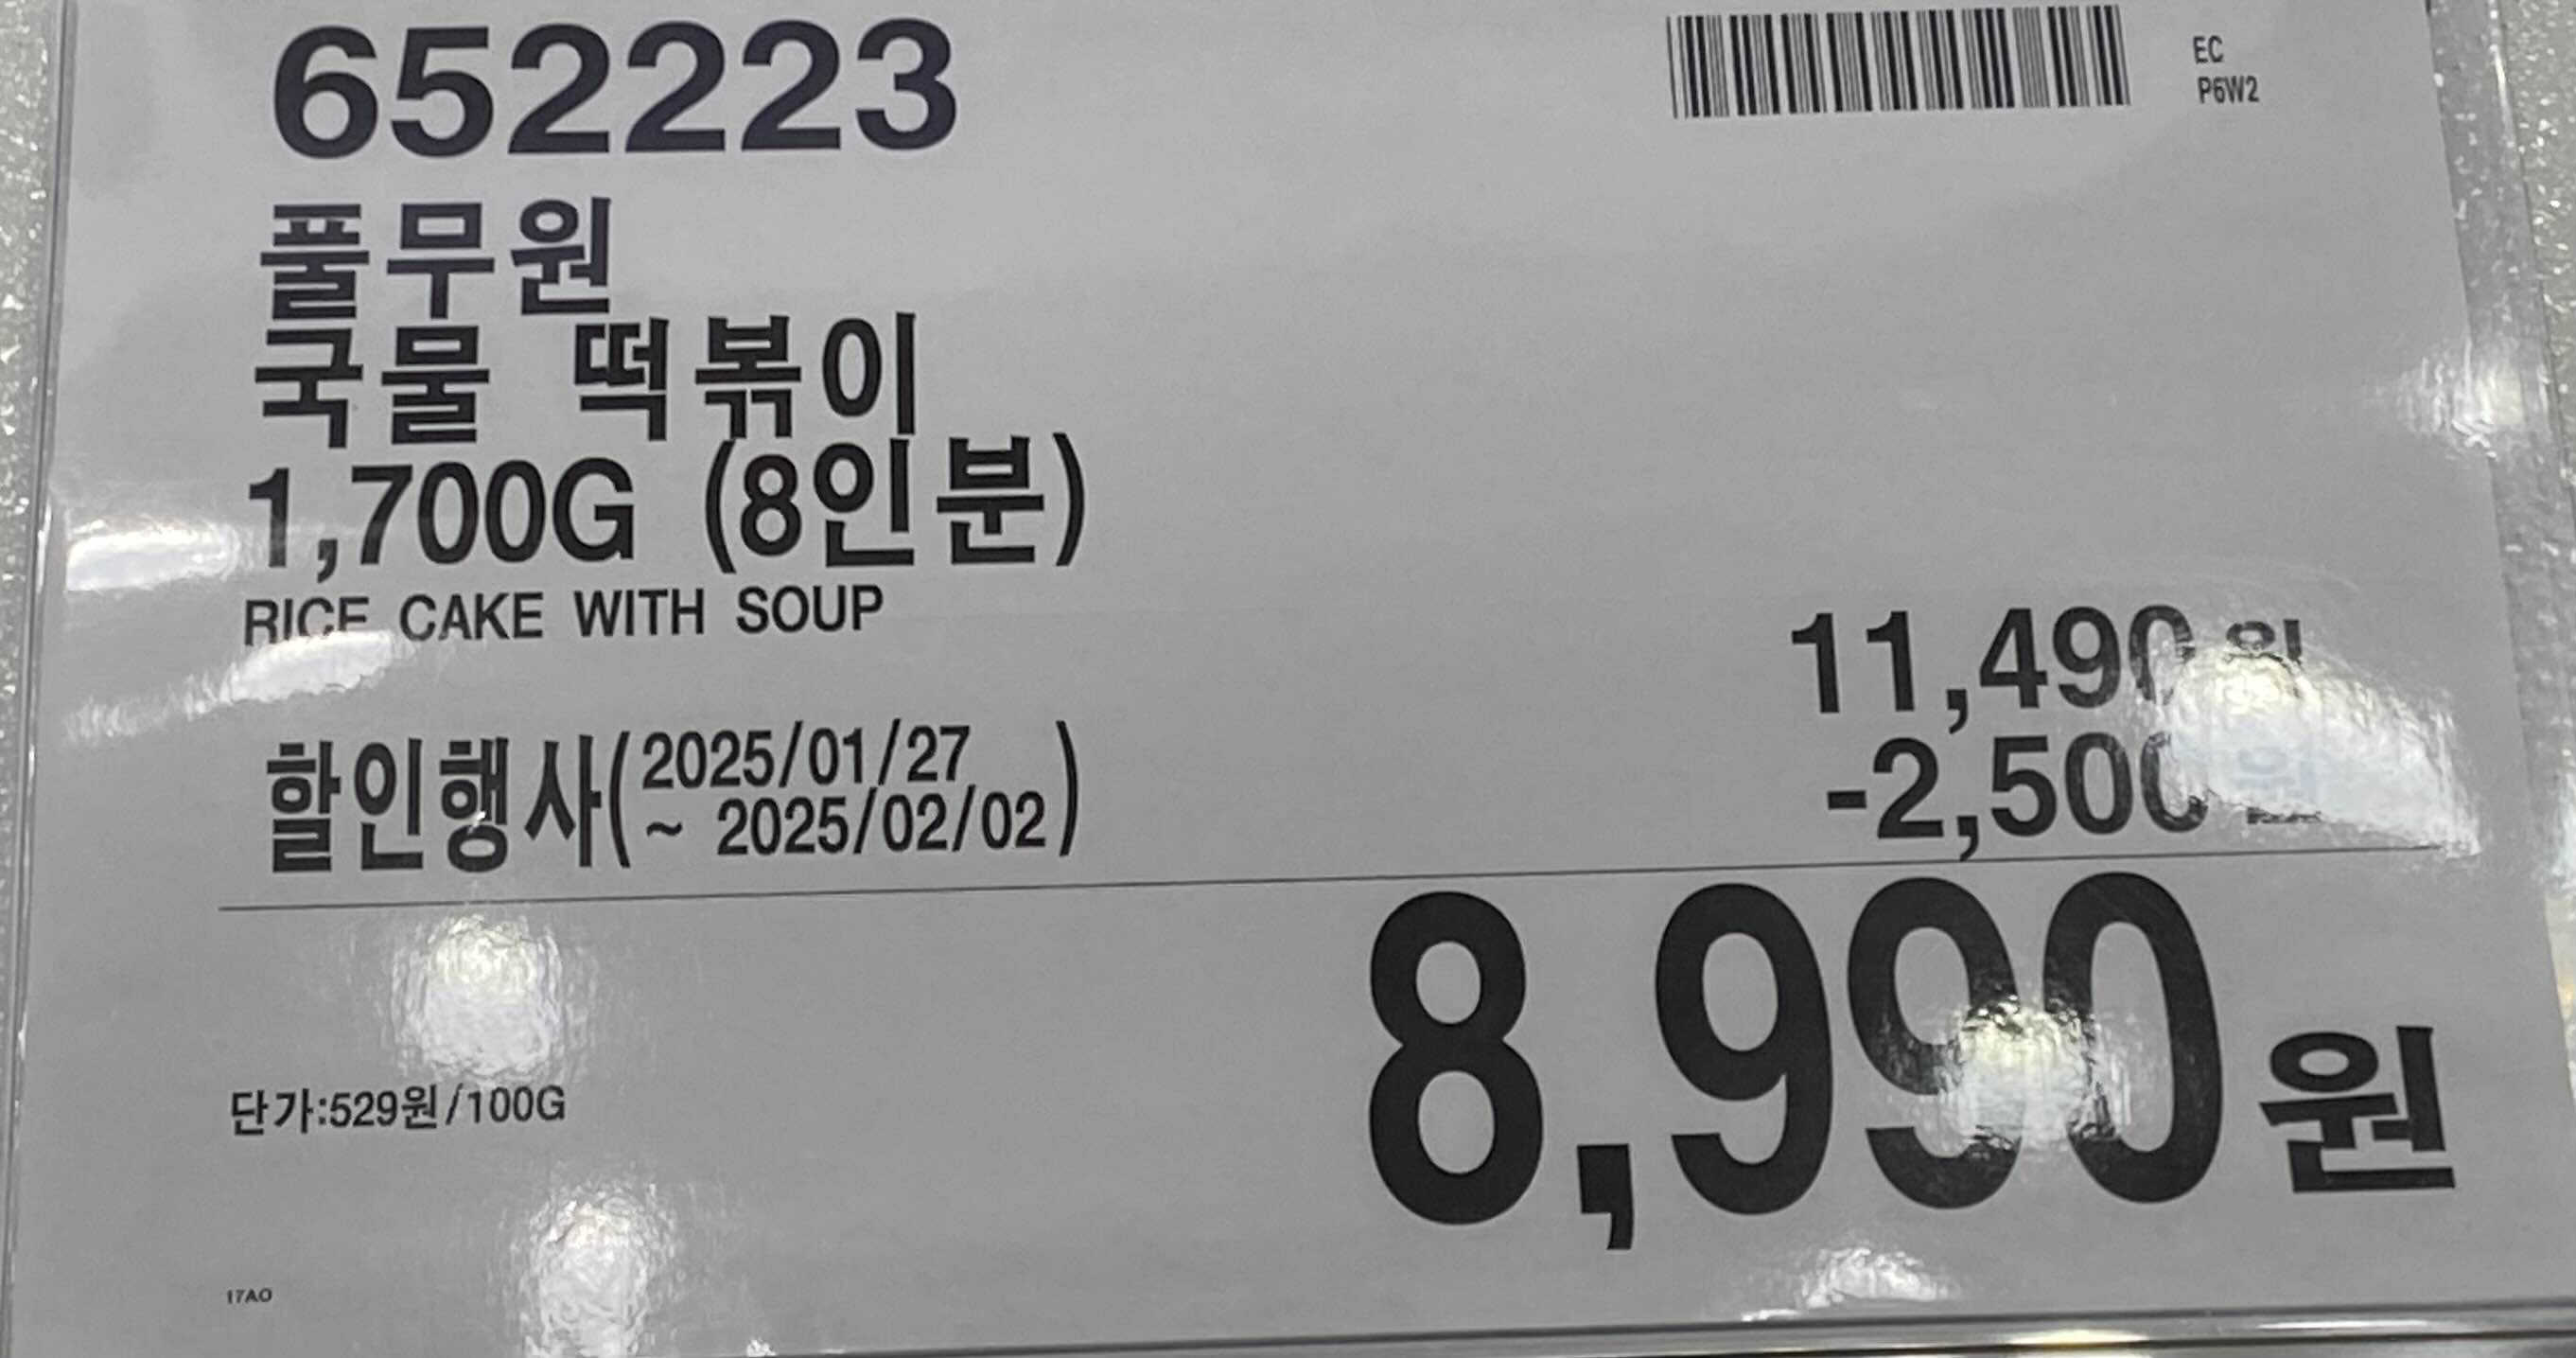 652223
EC
P6W2
풀무원
국물 떡볶이
1,700G (8인분)
RICE CAKE WITH SOUP
11,490 원
할인행사(2025/01/27
~ 2025/02/02)
-2,500
8,990원
단가:529원/100G
17AO